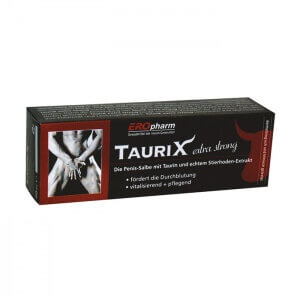 EROpharm
TAURIX extra strong
Die Penis-Salbe mit Taurin und echtem Stierhoden-Extrakt
• fördert die Durchblutung
• vitalisierend + pflegend